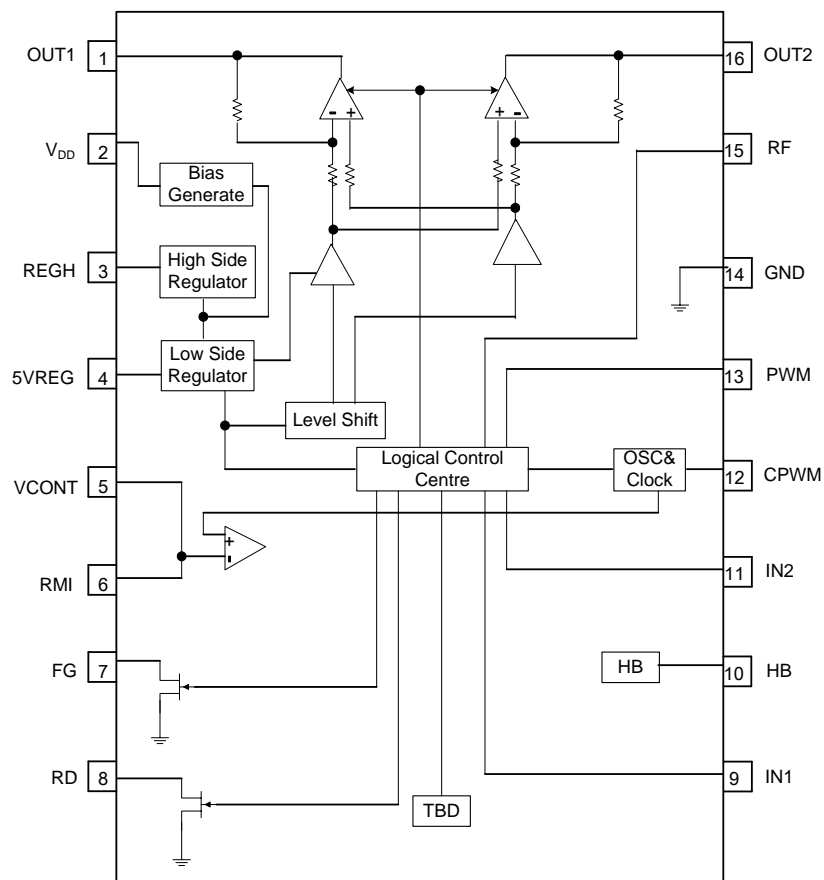 OUT1
1
16
OUT2
VDD
2
15
RF
Bias
Generate
REGH
3
High Side
Regulator
14
GND
5VREG
4
Low Side
Regulator
13
PWM
Level Shift
Logical Control
Centre
OSC&
Clock
12
CPWM
VCONT
5
RMI
6
11
IN2
FG
7
HB
10
HB
RD
8
TBD
9
IN1
- +
+ -
+
-